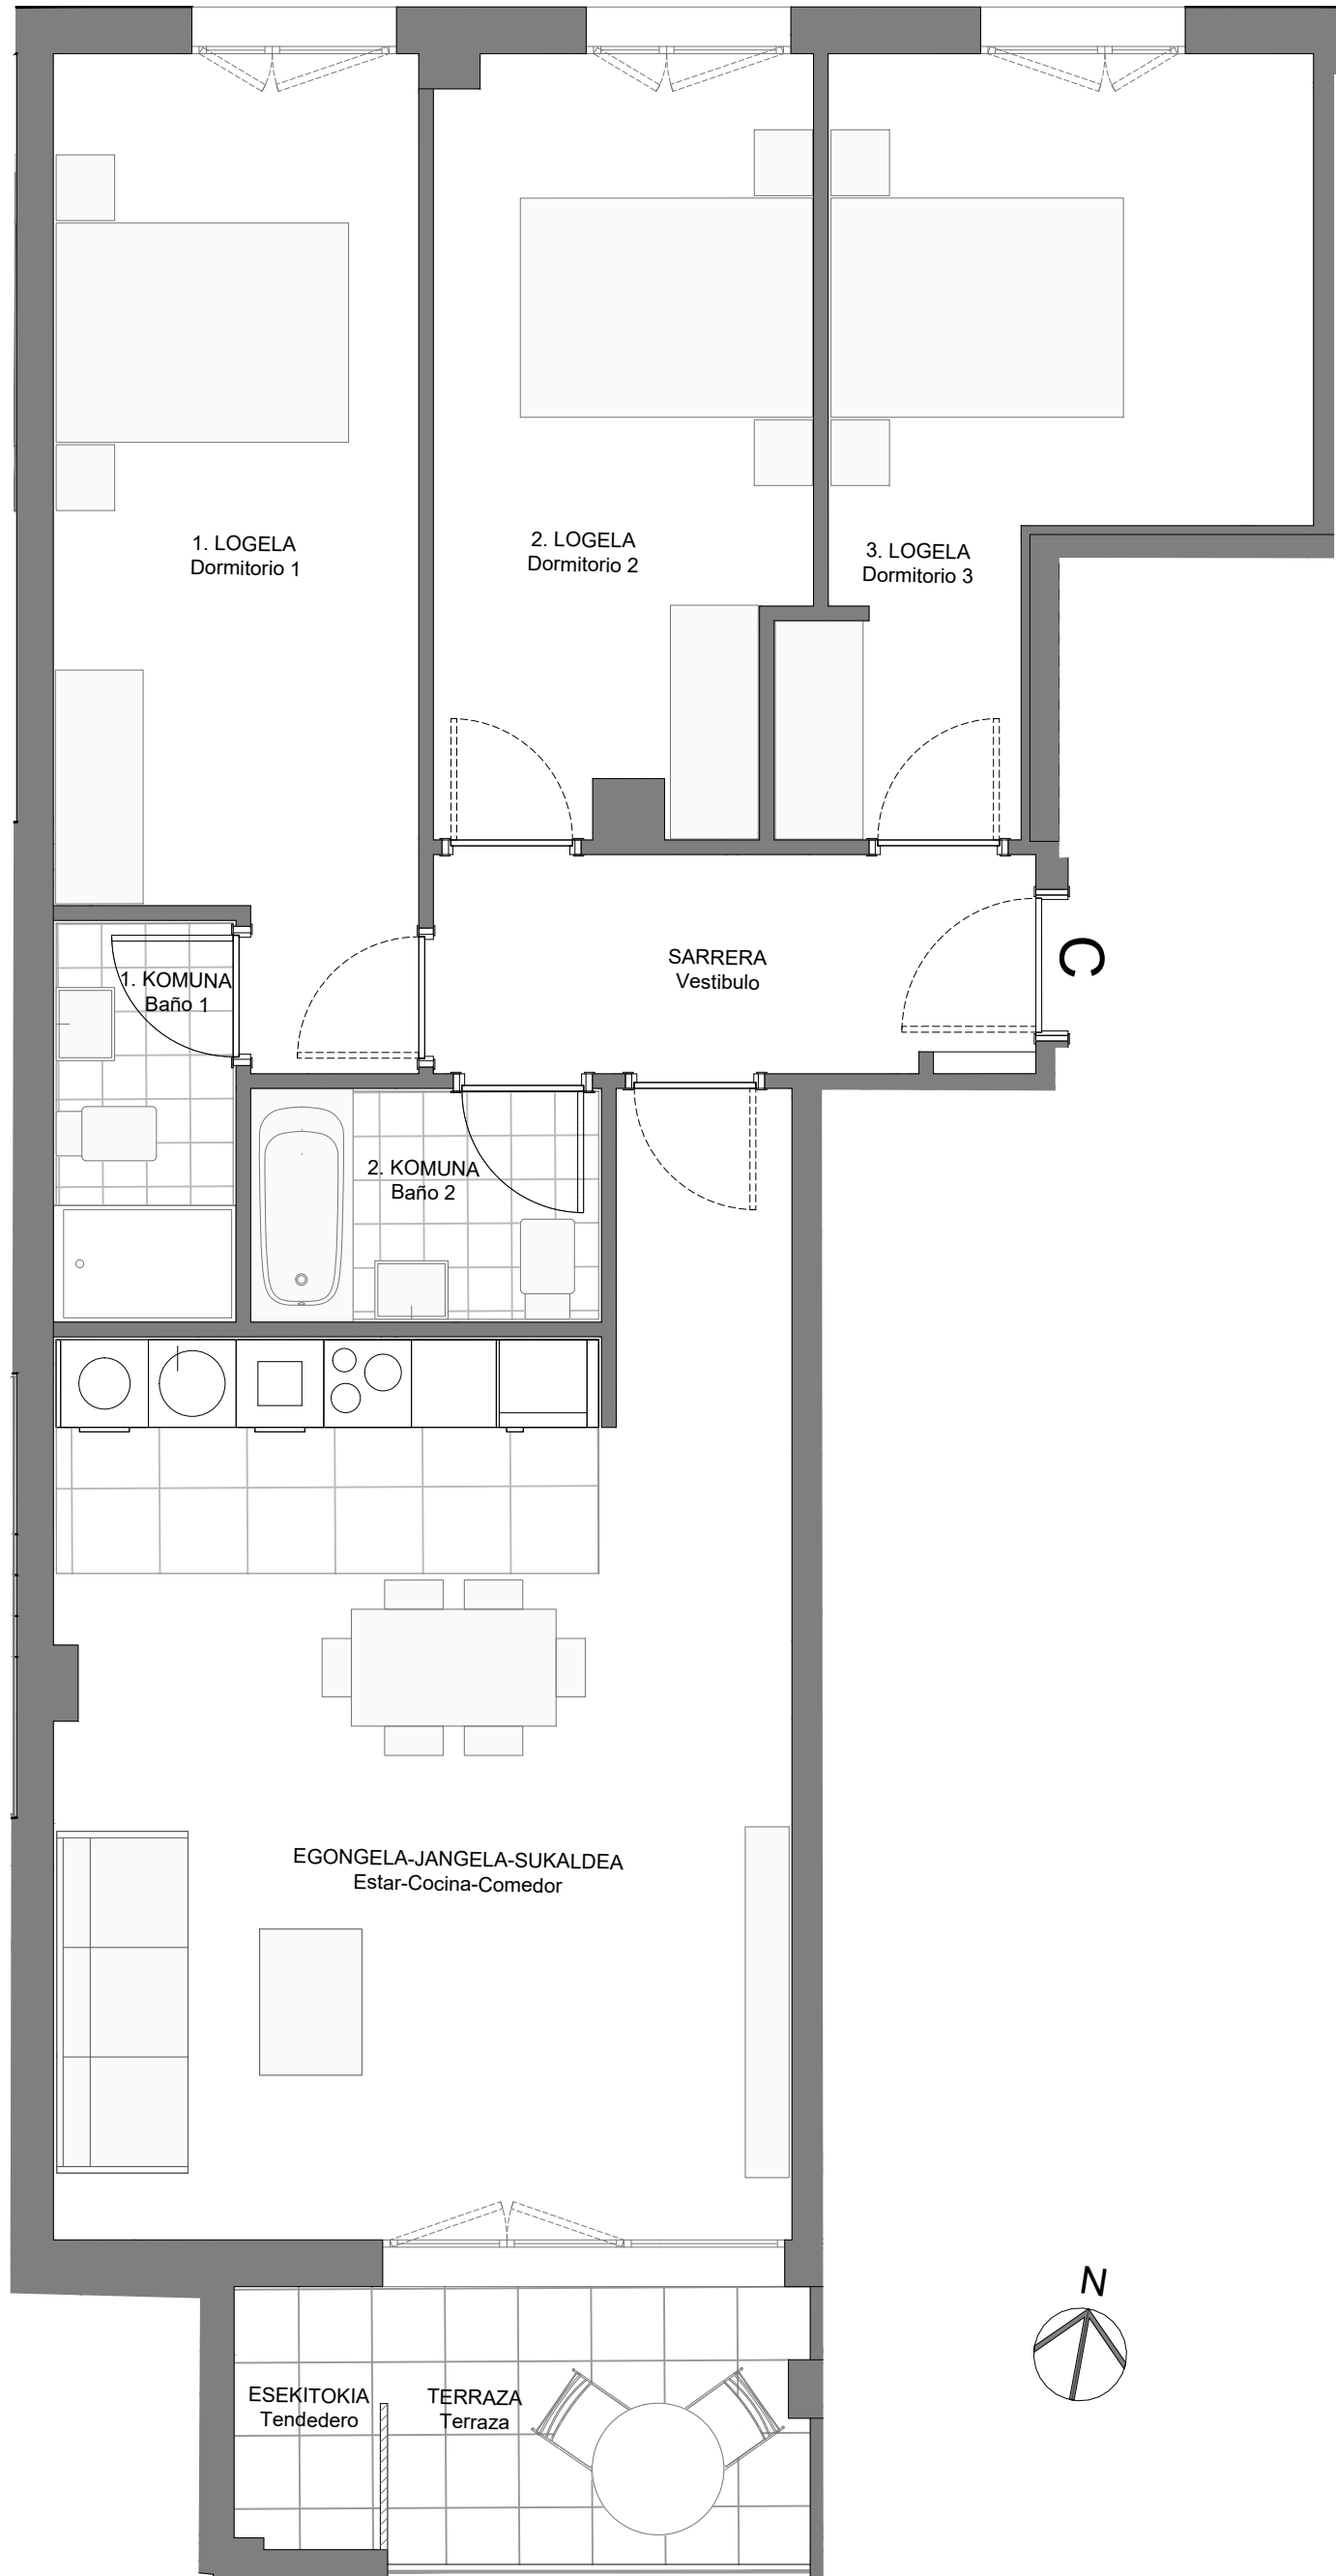 1. LOGELA
Dormitorio 1
2. LOGELA
Dormitorio 2
3. LOGELA
Dormitorio 3
SARRERA
Vestibulo
C
1. KOMUNA
Baño 1
2. KOMUNA
Baño 2
EGONGELA-JANGELA-SUKALDEA
Estar-Cocina-Comedor
N
ESEKITOKIA
Tendedero
TERRAZA
Terraza